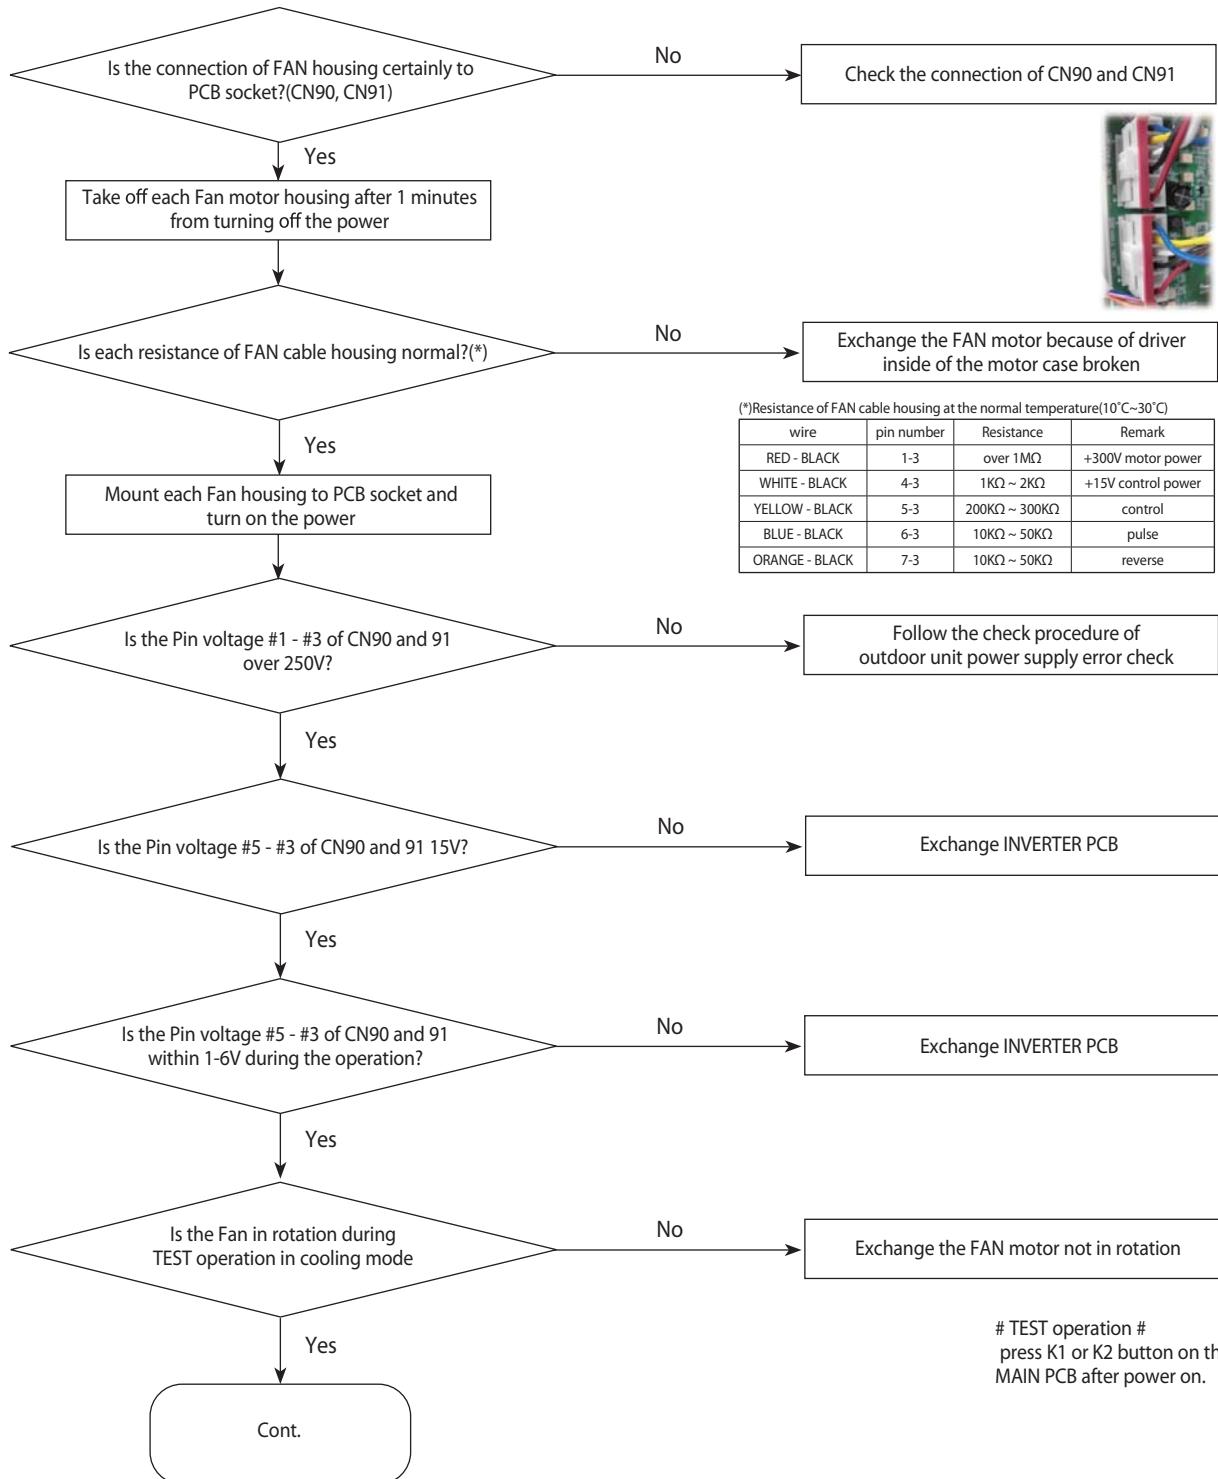 Is the connection of FAN housing certainly to
PCB socket?(CN90, CN91)
No
Check the connection of CN90 and CN91
Yes
Take off each Fan motor housing after 1 minutes
from turning off the power
Is each resistance of FAN cable housing normal?(*)
No
Exchange the FAN motor because of driver
inside of the motor case broken
(*)Resistance of FAN cable housing at the normal temperature(10˚C~30˚C)
wire pin number Resistance Remark
RED - BLACK 1-3 over 1MΩ +300V motor power
WHITE - BLACK 4-3 1KΩ ~ 2KΩ +15V control power
YELLOW - BLACK 5-3 200KΩ ~ 300KΩ control
BLUE - BLACK 6-3 10KΩ ~ 50KΩ pulse
ORANGE - BLACK 7-3 10KΩ ~ 50KΩ reverse
Yes
Mount each Fan housing to PCB socket and
turn on the power
Is the Pin voltage #1 - #3 of CN90 and 91
over 250V?
No
Follow the check procedure of
outdoor unit power supply error check
Yes
Is the Pin voltage #5 - #3 of CN90 and 91 15V?
No
Exchange INVERTER PCB
Yes
Is the Pin voltage #5 - #3 of CN90 and 91
within 1-6V during the operation?
No
Exchange INVERTER PCB
Yes
Is the Fan in rotation during
TEST operation in cooling mode
No
Exchange the FAN motor not in rotation
Yes
# TEST operation #
press K1 or K2 button on th
MAIN PCB after power on.
Cont.